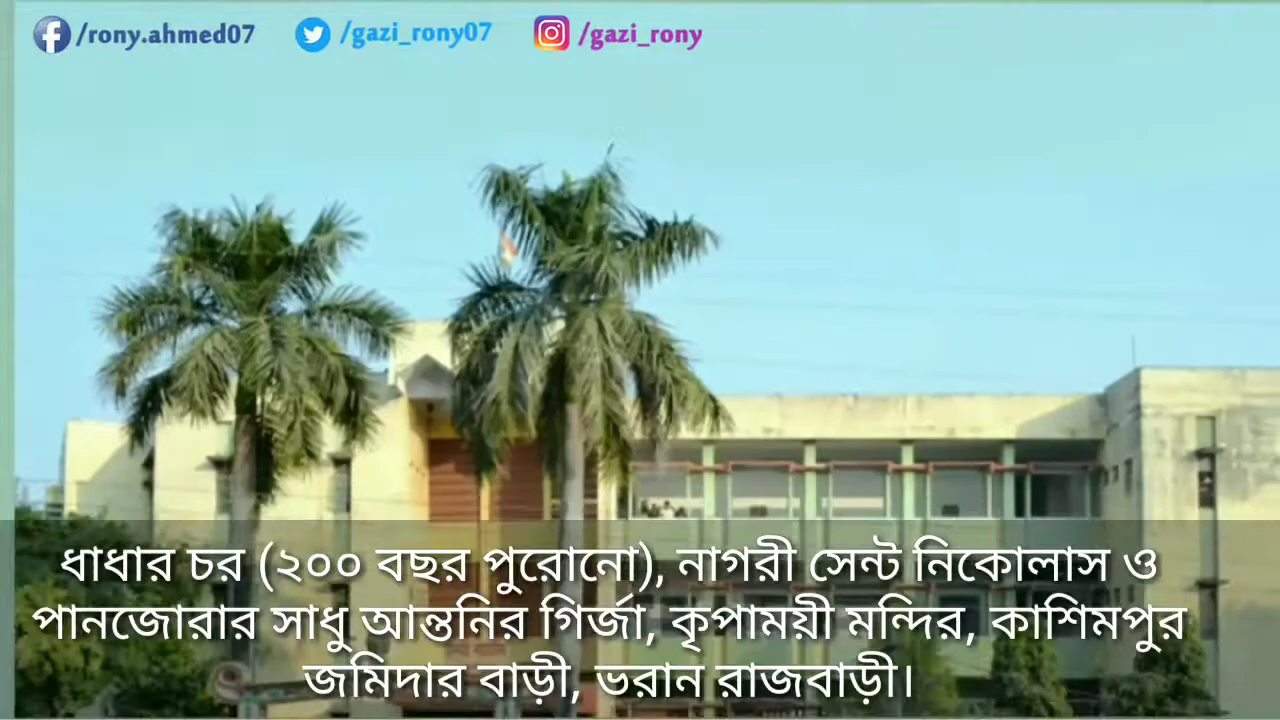 /rony.ahmed07 /gazi_rony07 /gazi_rony
ধাধার চর (২০০ বছর পুরোনো), নাগরী সেন্ট নিকোলাস ও
পানজোরার সাধু আন্তনির গির্জা, কৃপাময়ী মন্দির, কাশিমপুর
জমিদার বাড়ী, ভরান রাজবাড়ী।